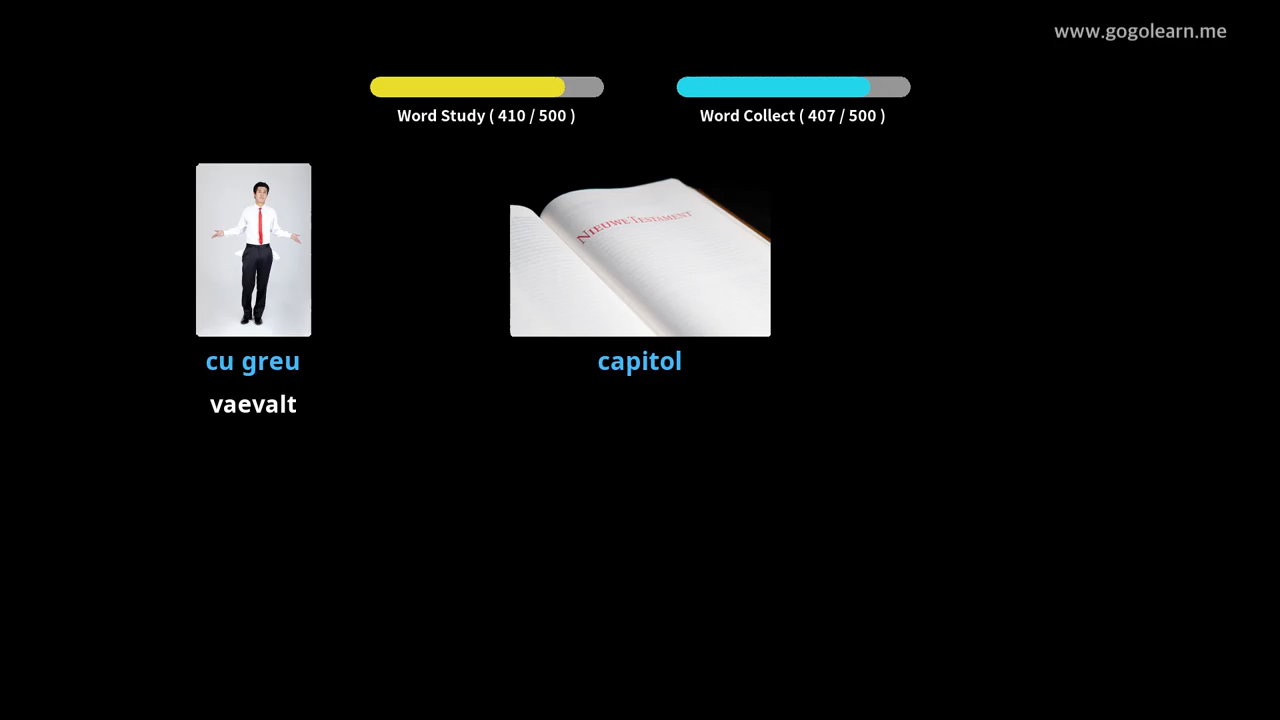 www.gogolearn.me
Word Study ( 410 / 500 )
Word Collect ( 407 / 500 )
NIEUWE TESTAMENT
cu greu
capitol
vaevalt